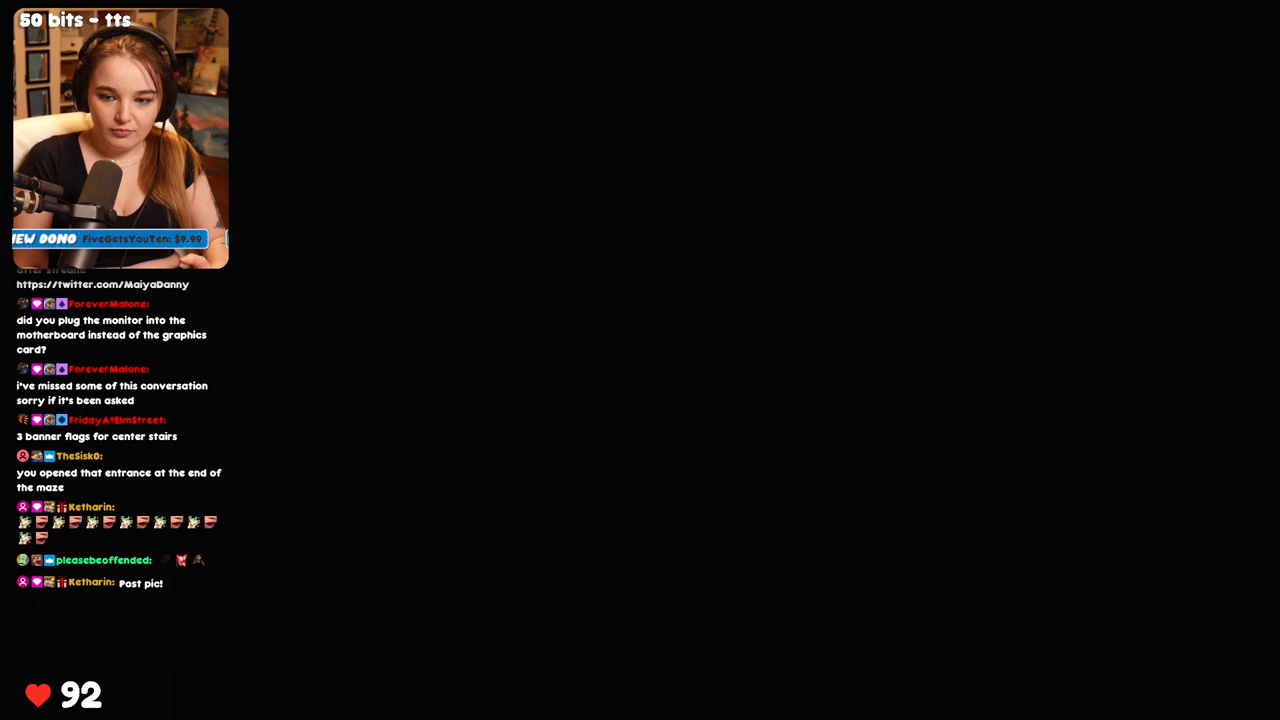 50 bits - tts
NEW DONO FiveGetsYouTen: $9.99
after stream!
https://twitter.com/MaiyaDanny
ForeverMalone:
did you plug the monitor into the
motherboard instead of the graphics
card?
ForeverMalone:
i've missed some of this conversation
sorry if it's been asked
FridayAtElmStreet:
3 banner flags for center stairs
TheSisk0:
you opened that entrance at the end of
the maze
Ketharin:
pleasebeoffended:
Ketharin: Post pic!
92